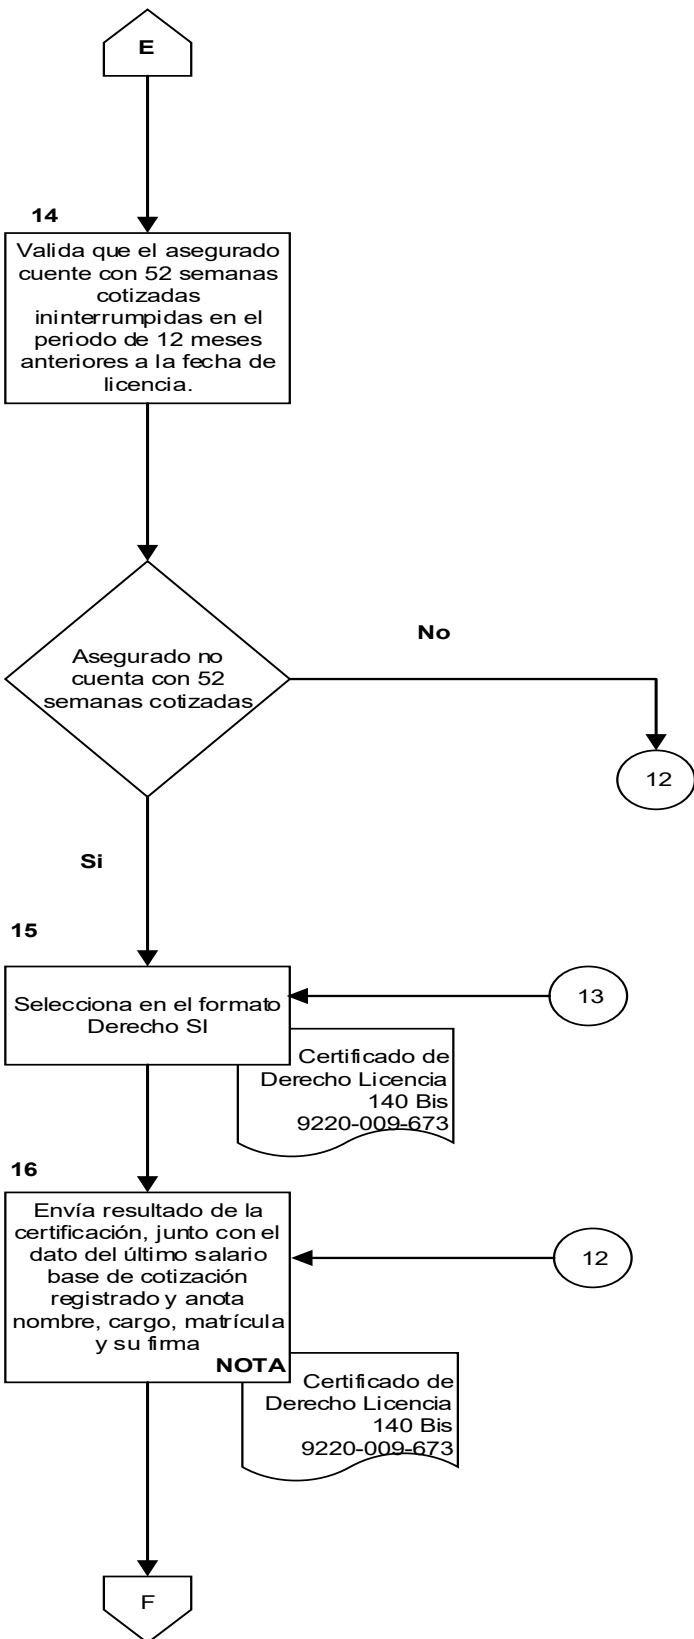 E
14
Valida que el asegurado
cuente con 52 semanas
cotizadas
ininterrumpidas en el
periodo de 12 meses
anteriores a la fecha de
licencia.
Asegurado no
cuenta con 52
semanas cotizadas
No
12
Si
15
Selecciona en el formato
Derecho SI
13
Certificado de
Derecho Licencia
140 Bis
9220-009-673
16
Envía resultado de la
certificación, junto con el
dato del último salario
base de cotización
registrado y anota
nombre, cargo, matrícula
y su firma
NOTA
12
Certificado de
Derecho Licencia
140 Bis
9220-009-673
F